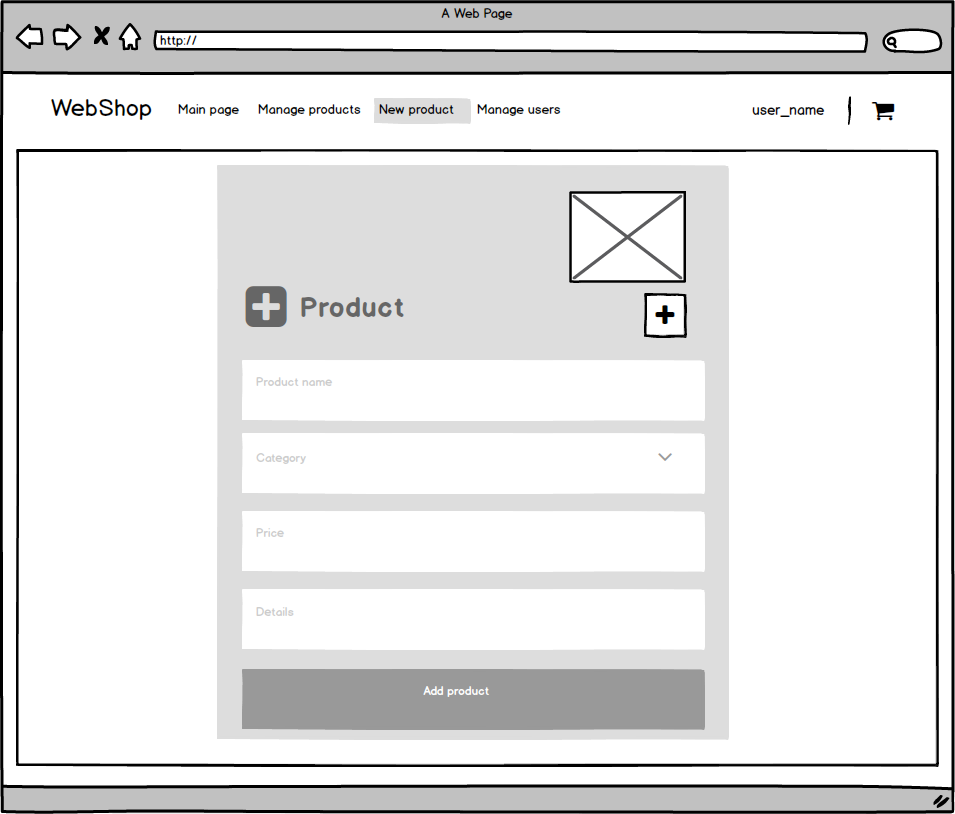 A Web Page
http://
WebShop Main page Manage products New product Manage users user_name
Product
Product name
Category
Price
Details
Add product